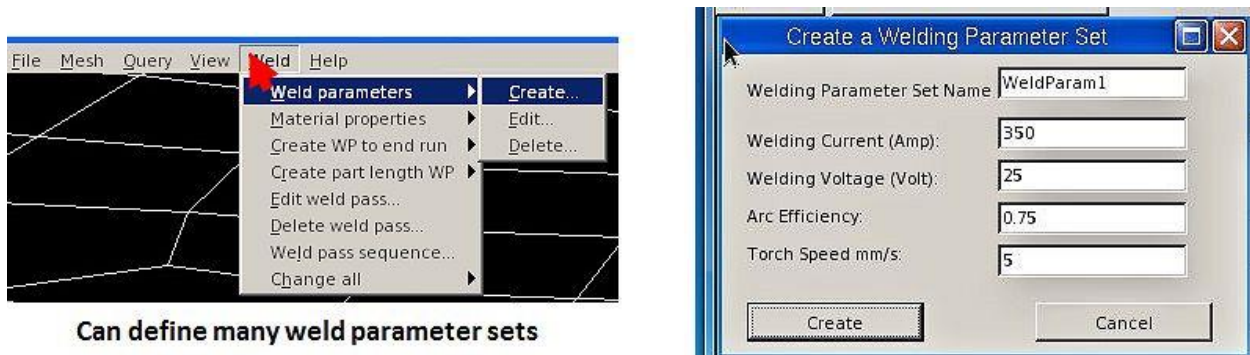 File Mesh Query View Weld Help
Weld parameters Create...
Material properties Edit...
Create WP to end run Delete...
Create part length WP
Edit weld pass...
Delete weld pass...
Weld pass sequence...
Change all
Can define many weld parameter sets
Create a Welding Parameter Set
Welding Parameter Set Name WeldParam1
Welding Current (Amp): 350
Welding Voltage (Volt): 25
Arc Efficiency: 0.75
Torch Speed mm/s: 5
Create Cancel